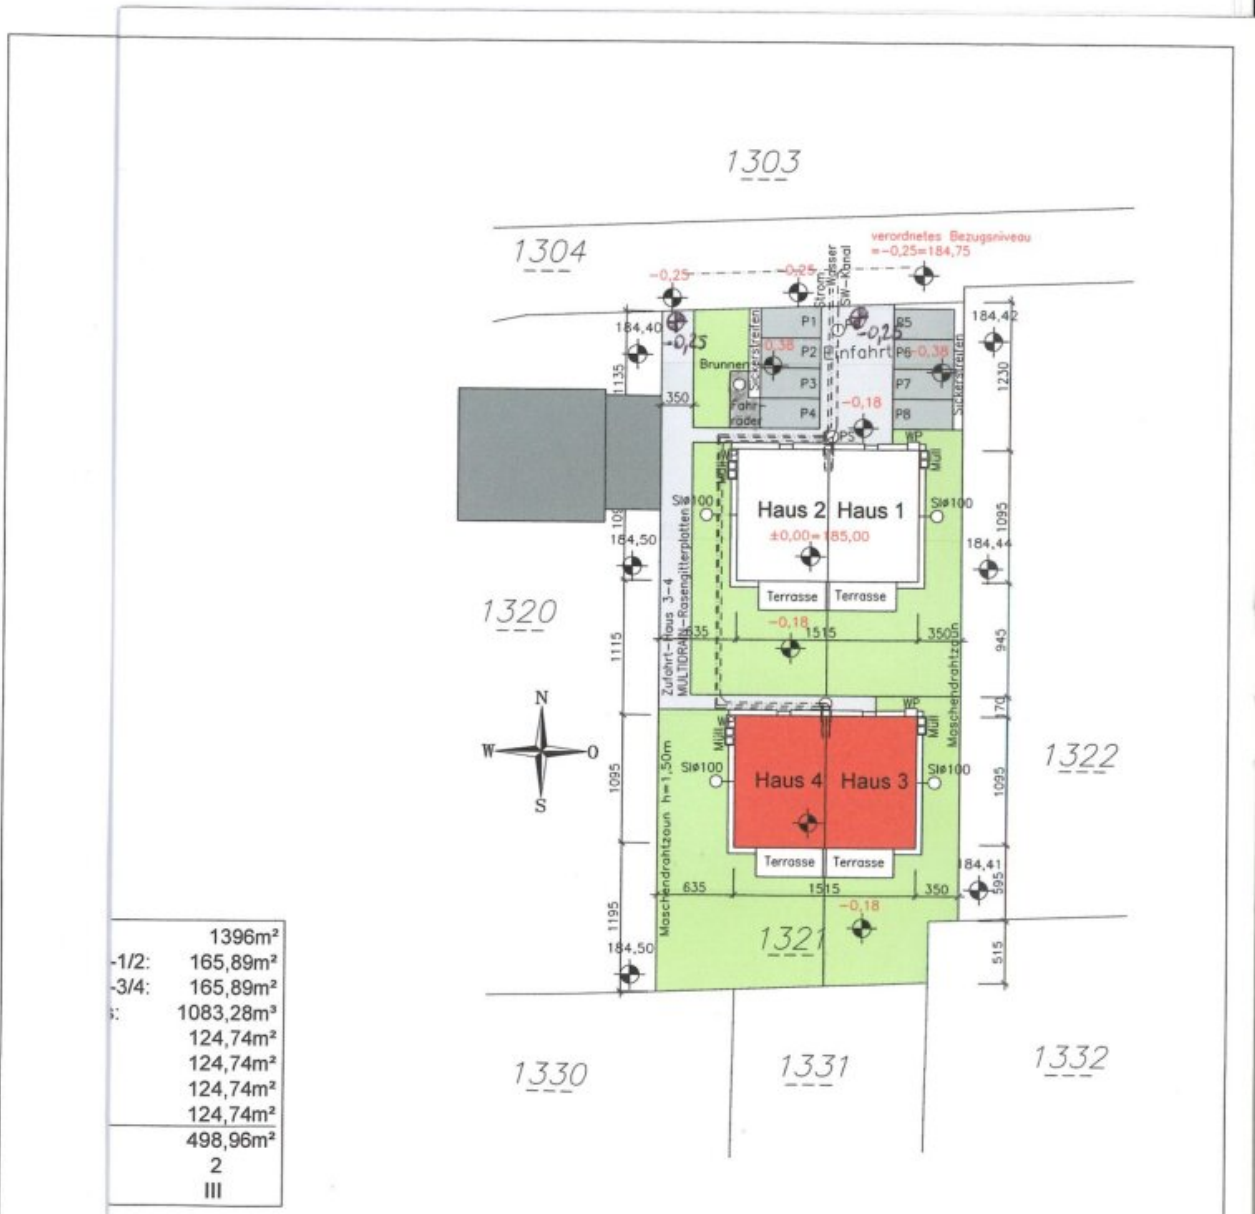 1303
1304
verordnetes Bezugsniveau
=-0,25=184,75
-0,25
-0,25
Strom
Wasser
SW-Kanal
184,40
-0,25
Sickerstreifen
P1
P5
-0,25
184,42
Brunnen
-0,38
P2
Einfahrt
P6
-0,38
Sickerstreifen
1135
350
P3
P7
1230
Fahr-
räder
P4
-0,18
P8
PS
WP
Müll
Müll
SIø100
Haus 2
Haus 1
SIø100
1095
±0,00=185,00
184,50
184,44
Terrasse
Terrasse
1320
Zufahrt-Haus 3-4
MULTIDRAIN-Rasengitterplatten
-0,18
635
1515
350
Maschendrahtzaun
1115
945
N
W
O
S
WP
170
Müll
Müll
1322
SIø100
Haus 4
Haus 3
SIø100
1095
1095
Maschendrahtzaun h=1,50m
Terrasse
Terrasse
184,41
635
1515
350
595
-0,18
1195
1321
184,50
515
1396m²
-1/2: 165,89m²
-3/4: 165,89m²
1083,28m³
124,74m²
124,74m²
124,74m²
124,74m²
498,96m²
2
III
1330
1331
1332